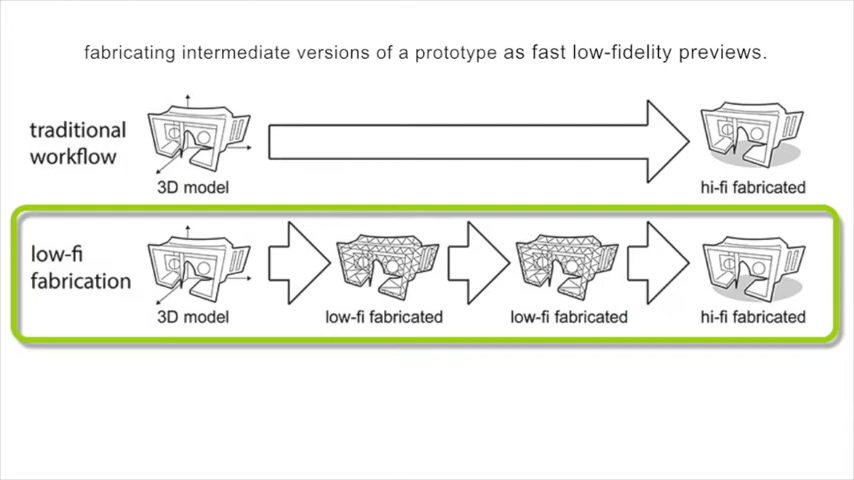 fabricating intermediate versions of a prototype as fast low-fidelity previews.
traditional
workflow
3D model
hi-fi fabricated
low-fi
fabrication
3D model
low-fi fabricated
low-fi fabricated
hi-fi fabricated